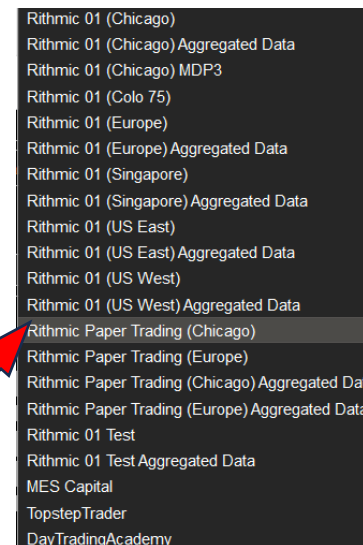 Rithmic 01 (Chicago)
Rithmic 01 (Chicago) Aggregated Data
Rithmic 01 (Chicago) MDP3
Rithmic 01 (Colo 75)
Rithmic 01 (Europe)
Rithmic 01 (Europe) Aggregated Data
Rithmic 01 (Singapore)
Rithmic 01 (Singapore) Aggregated Data
Rithmic 01 (US East)
Rithmic 01 (US East) Aggregated Data
Rithmic 01 (US West)
Rithmic 01 (US West) Aggregated Data
Rithmic Paper Trading (Chicago)
Rithmic Paper Trading (Europe)
Rithmic Paper Trading (Chicago) Aggregated Dat
Rithmic Paper Trading (Europe) Aggregated Data
Rithmic 01 Test
Rithmic 01 Test Aggregated Data
MES Capital
TopstepTrader
DayTradingAcademy